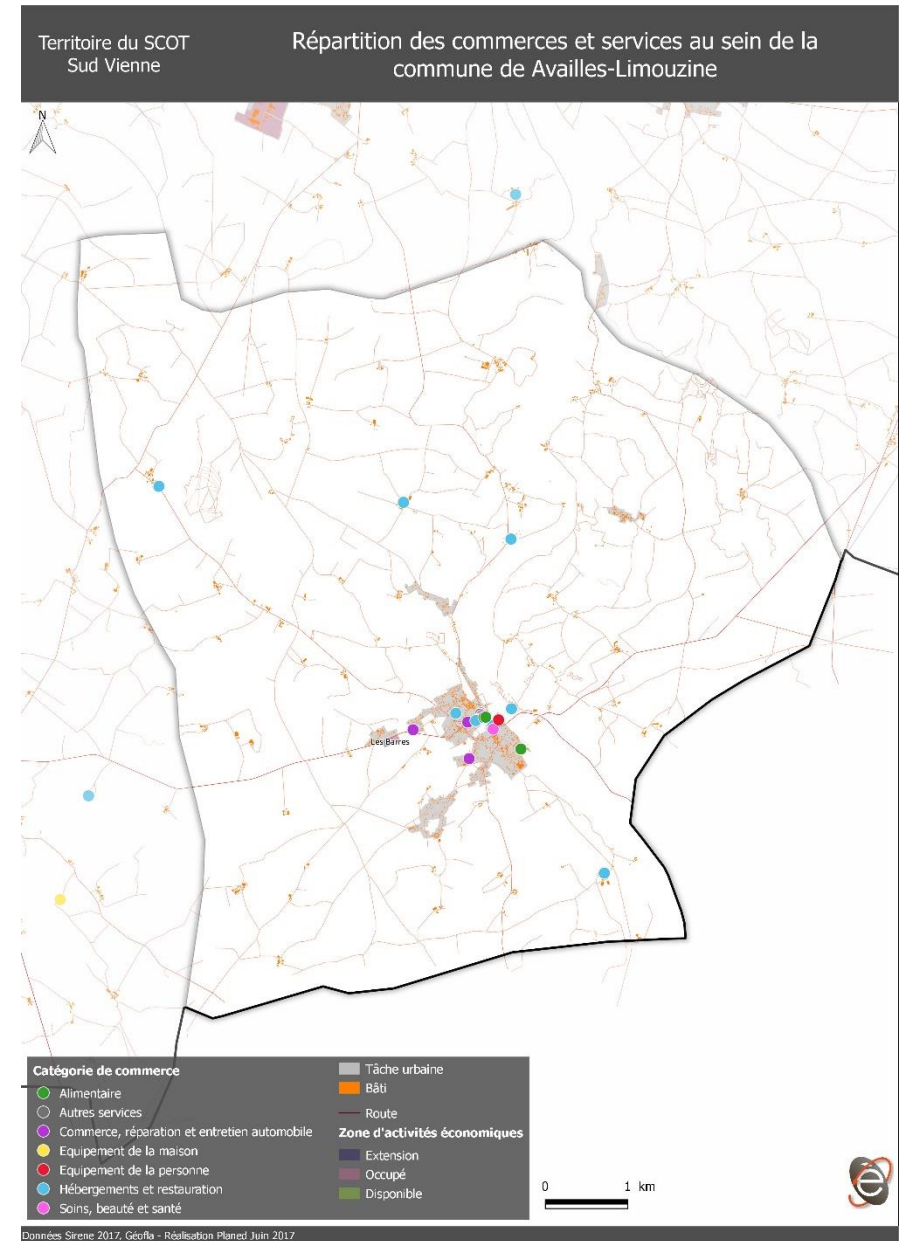 Territoire du SCOT
Sud Vienne
Répartition des commerces et services au sein de la
commune de Availles-Limouzine
N
Les Barres
Catégorie de commerce
Alimentaire
Autres services
Commerce, réparation et entretien automobile
Equipement de la maison
Equipement de la personne
Hébergements et restauration
Soins, beauté et santé
Tâche urbaine
Bâti
Route
Zone d'activités économiques
Extension
Occupé
Disponible
0 1 km
Données Sirene 2017, Géofla - Réalisation Planed Juin 2017